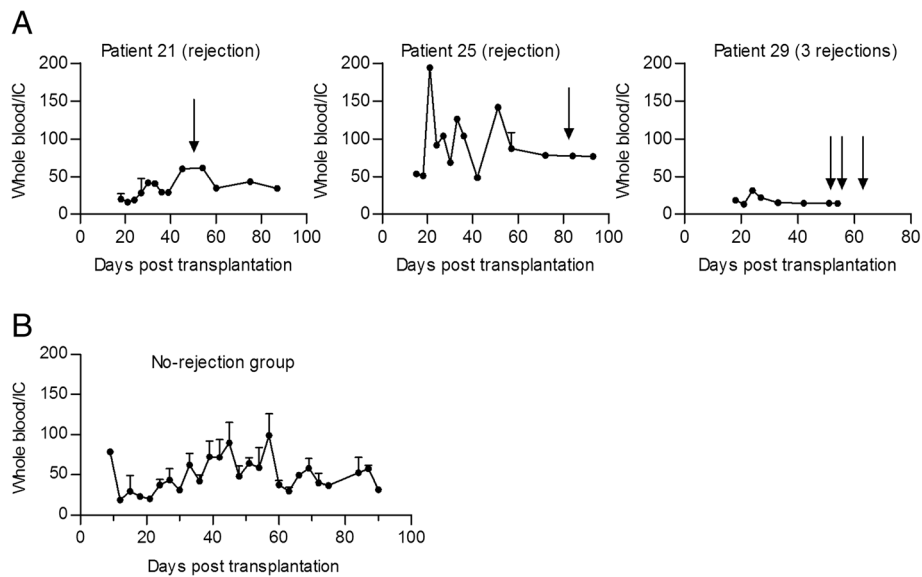 A
Patient 21 (rejection)
200
150
100
50
0
Whole blood/IC
0 20 40 60 80 100
Days post transplantation
Patient 25 (rejection)
200
150
100
50
0
Whole blood/IC
0 20 40 60 80 100
Days post transplantation
Patient 29 (3 rejections)
200
150
100
50
0
Whole blood/IC
0 20 40 60 80
Days post transplantation
B
No-rejection group
200
150
100
50
0
Whole blood/IC
0 20 40 60 80 100
Days post transplantation